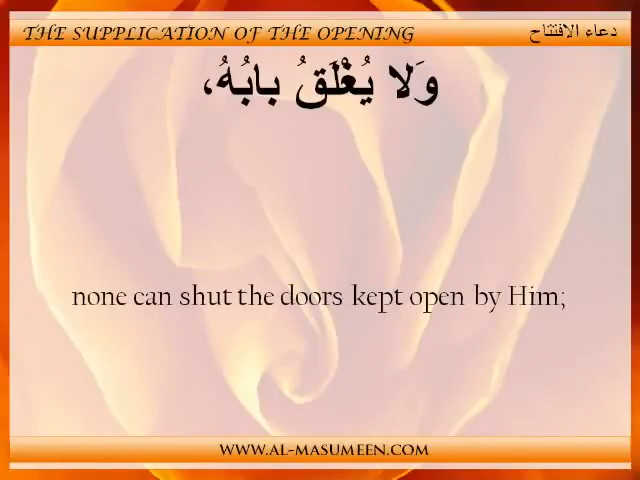 THE SUPPLICATION OF THE OPENING دعاء الافتتاح
وَلا يُغْلَقُ بابُهُ،
none can shut the doors kept open by Him;
WWW.AL-MASUMEEN.COM